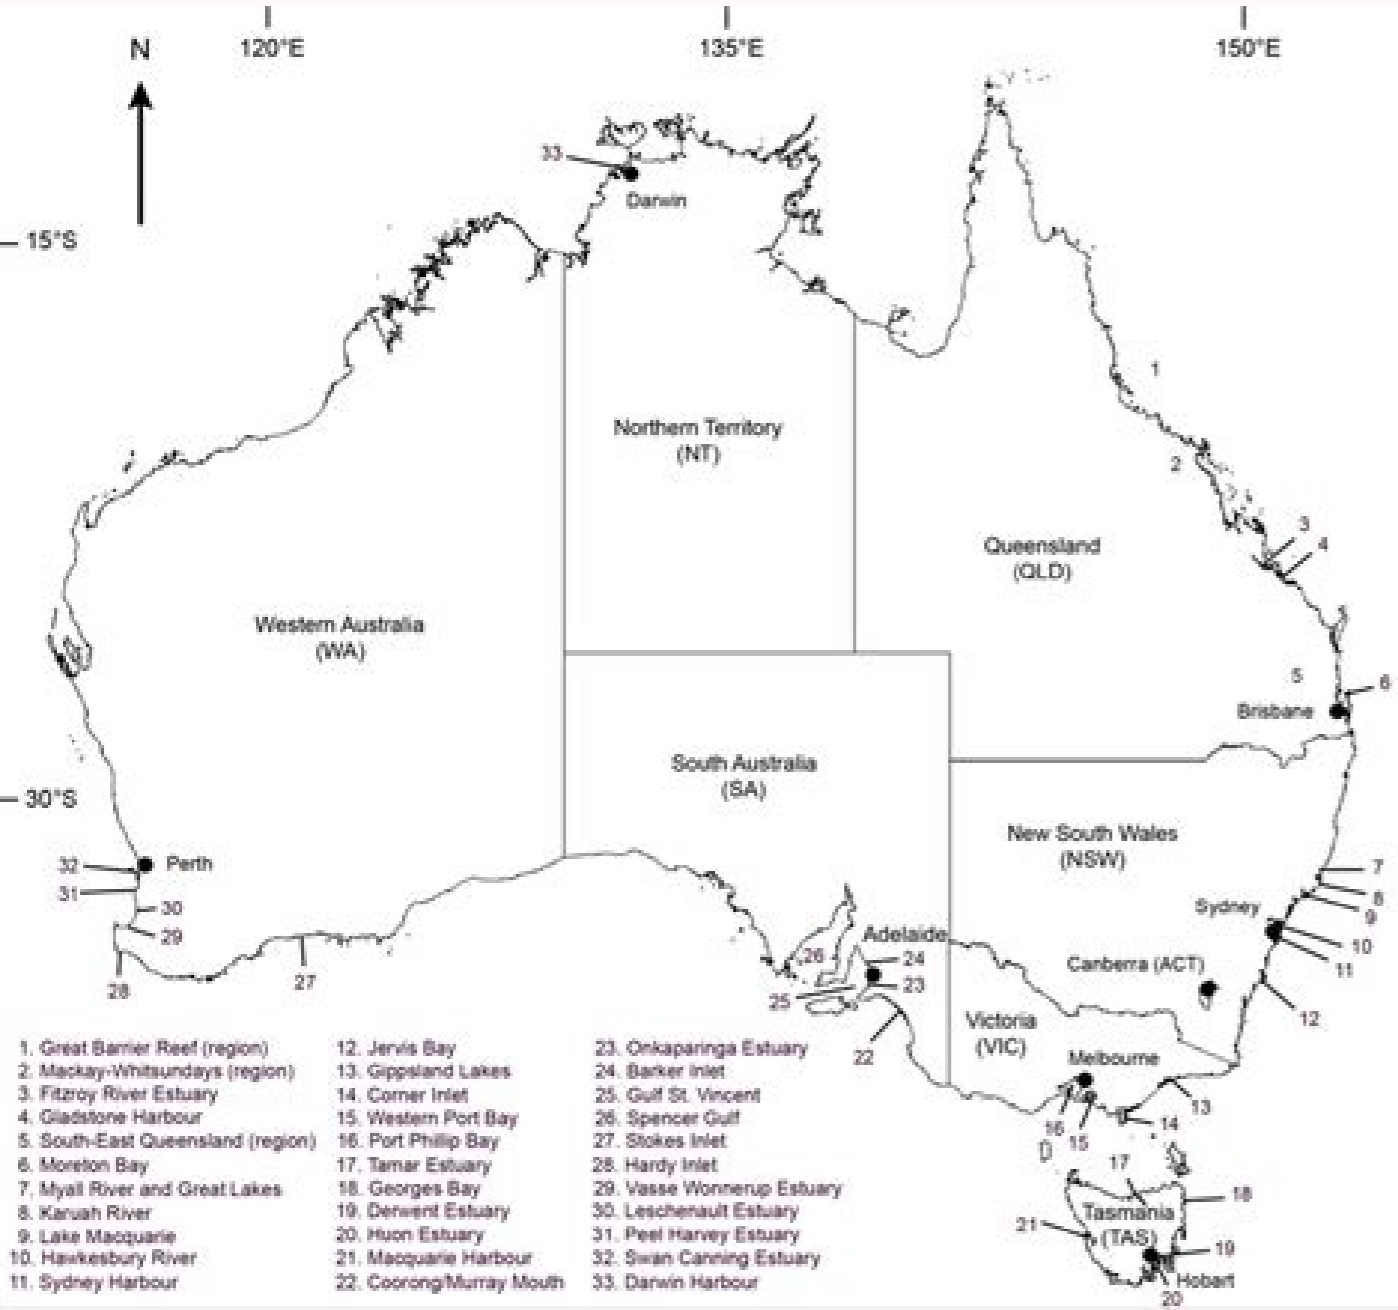 120°E
135°E
150°E
N
33
Darwin
15°S
1
Northern Territory
(NT)
2
3
4
Queensland
(QLD)
Western Australia
(WA)
5
6
Brisbane
South Australia
(SA)
30°S
New South Wales
(NSW)
32
Perth
7
31
8
30
Sydney
9
29
Adelaide
10
26
24
Canberra (ACT)
11
28
27
25
23
12
Victoria
(VIC)
22
Melbourne
13
16
15
14
17
18
Tasmania
(TAS)
21
19
Hobart
20
1. Great Barrier Reef (region)
2. Mackay-Whitsundays (region)
3. Fitzroy River Estuary
4. Gladstone Harbour
5. South-East Queensland (region)
6. Moreton Bay
7. Myall River and Great Lakes
8. Karuah River
9. Lake Macquarie
10. Hawkesbury River
11. Sydney Harbour
12. Jervis Bay
13. Gippsland Lakes
14. Corner Inlet
15. Western Port Bay
16. Port Phillip Bay
17. Tamar Estuary
18. Georges Bay
19. Derwent Estuary
20. Huon Estuary
21. Macquarie Harbour
22. Coorong/Murray Mouth
23. Onkaparinga Estuary
24. Barker Inlet
25. Gulf St. Vincent
26. Spencer Gulf
27. Stokes Inlet
28. Hardy Inlet
29. Vasse Wonnerup Estuary
30. Leschenault Estuary
31. Peel Harvey Estuary
32. Swan Canning Estuary
33. Darwin Harbour